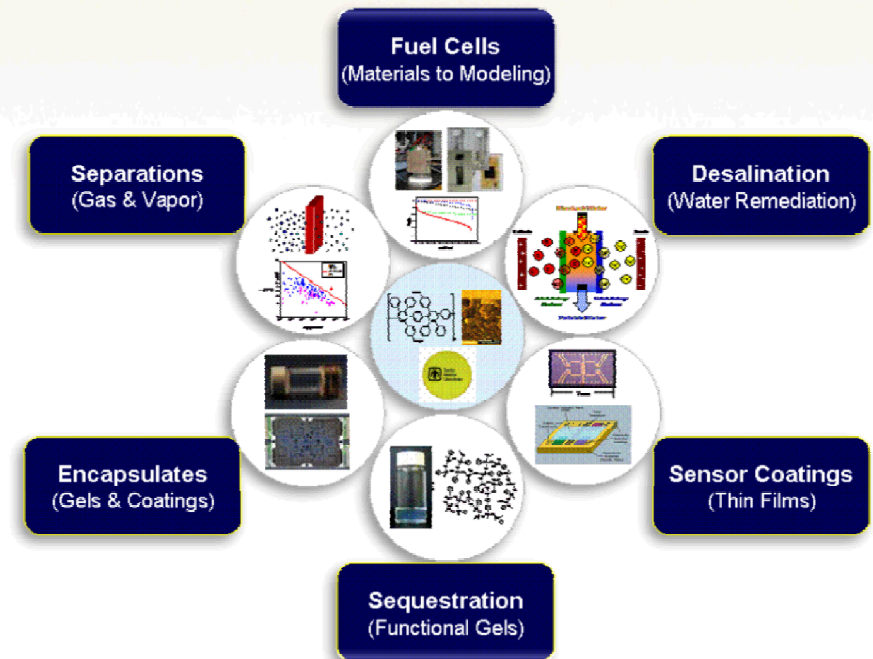 Fuel Cells
(Materials to Modeling)
Separations
(Gas & Vapor)
Desalination
(Water Remediation)
Encapsulates
(Gels & Coatings)
Sensor Coatings
(Thin Films)
Sequestration
(Functional Gels)